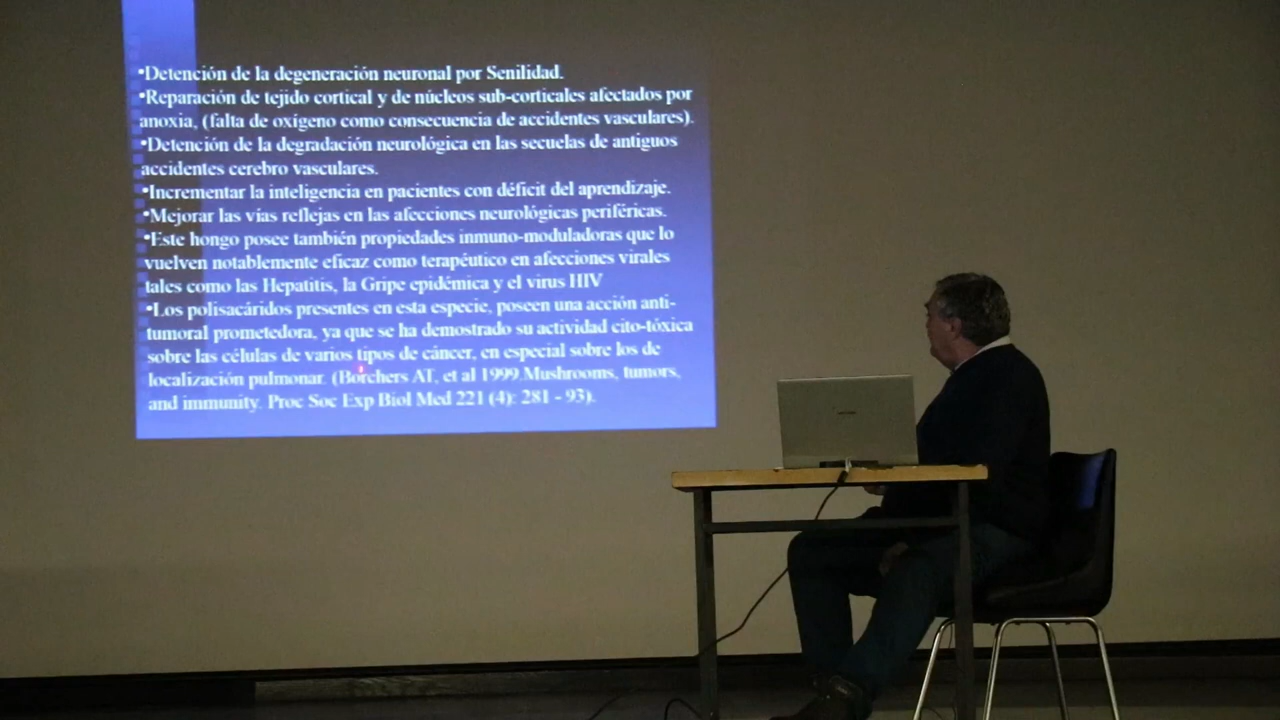 •Detención de la degeneración neuronal por Senilidad.
•Reparación de tejido cortical y de núcleos sub-corticales afectados por
anoxia, (falta de oxígeno como consecuencia de accidentes vasculares).
•Detención de la degradación neurológica en las secuelas de antiguos
accidentes cerebro vasculares.
•Incrementar la inteligencia en pacientes con déficit del aprendizaje.
•Mejorar las vías reflejas en las afecciones neurológicas periféricas.
•Este hongo posee también propiedades inmuno-moduladoras que lo
vuelven notablemente eficaz como terapéutico en afecciones virales
tales como las Hepatitis, la Gripe epidémica y el virus HIV
•Los polisacáridos presentes en esta especie, poseen una acción anti-
tumoral prometedora, ya que se ha demostrado su actividad cito-tóxica
sobre las células de varios tipos de cáncer, en especial sobre los de
localización pulmonar. (Borchers AT, et al 1999.Mushrooms, tumors,
and immunity. Proc Soc Exp Biol Med 221 (4): 281 - 93).